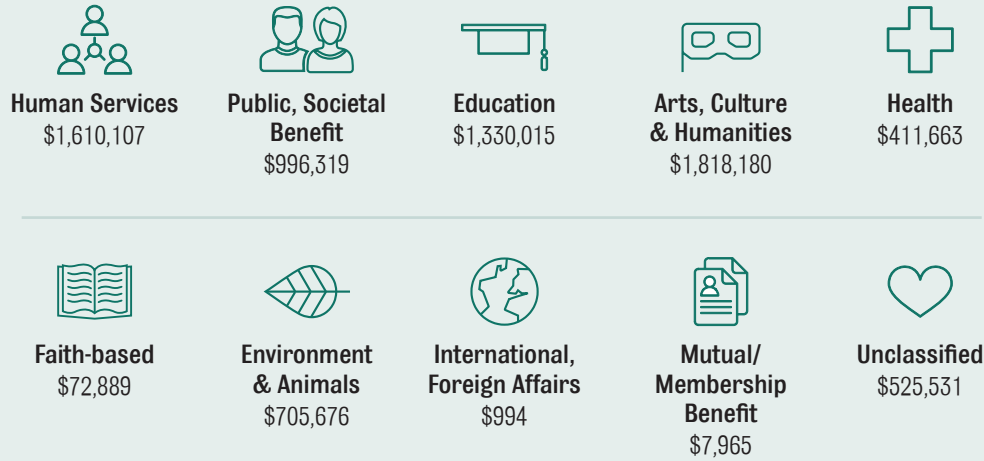 Human Services
$1,610,107
Public, Societal
Benefit
$996,319
Education
$1,330,015
Arts, Culture
& Humanities
$1,818,180
Health
$411,663
Faith-based
$72,889
Environment
& Animals
$705,676
International,
Foreign Affairs
$994
Mutual/
Membership
Benefit
$7,965
Unclassified
$525,531